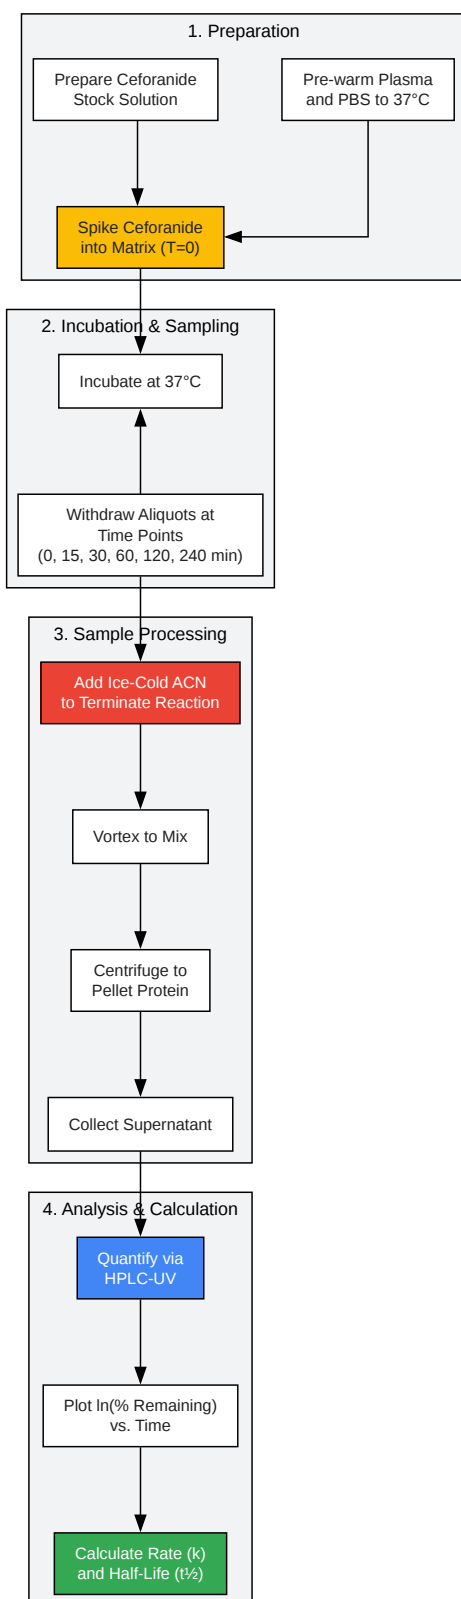 1. Preparation
Prepare Ceforanide
Stock Solution
Pre-warm Plasma
and PBS to 37°C
Spike Ceforanide
into Matrix (T=0)
2. Incubation & Sampling
Incubate at 37°C
Withdraw Aliquots at
Time Points
(0, 15, 30, 60, 120, 240 min)
3. Sample Processing
Add Ice-Cold ACN
to Terminate Reaction
Vortex to Mix
Centrifuge to
Pellet Protein
Collect Supernatant
4. Analysis & Calculation
Quantify via
HPLC-UV
Plot ln(% Remaining)
vs. Time
Calculate Rate (k)
and Half-Life (t½)